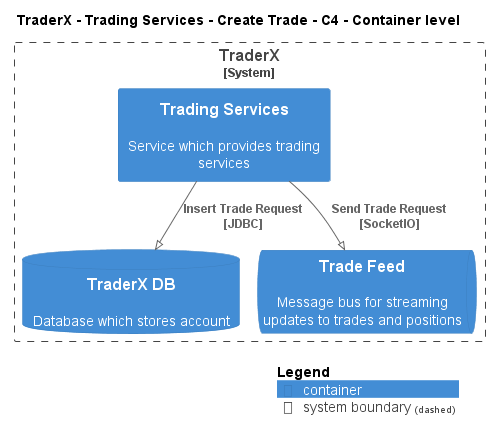 TraderX - Trading Services - Create Trade - C4 - Container level
TraderX
[System]
Trading Services
Service which provides trading
services
Insert Trade Request
[JDBC]
Send Trade Request
[SocketIO]
TraderX DB
Database which stores account
Trade Feed
Message bus for streaming
updates to trades and positions
Legend
container
system boundary (dashed)